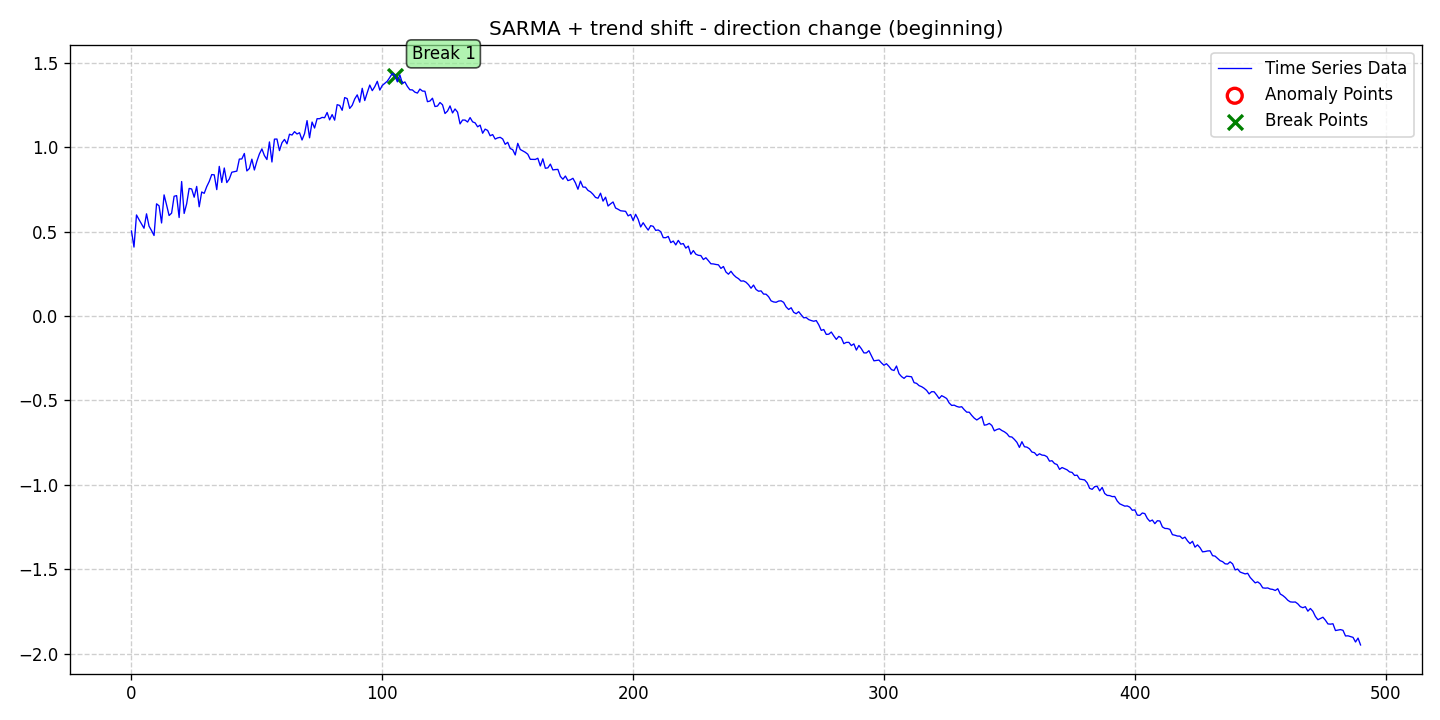 SARMA + trend shift - direction change (beginning)
Break 1
Time Series Data
Anomaly Points
Break Points
1.5
1.0
0.5
0.0
−0.5
−1.0
−1.5
−2.0
0
100
200
300
400
500